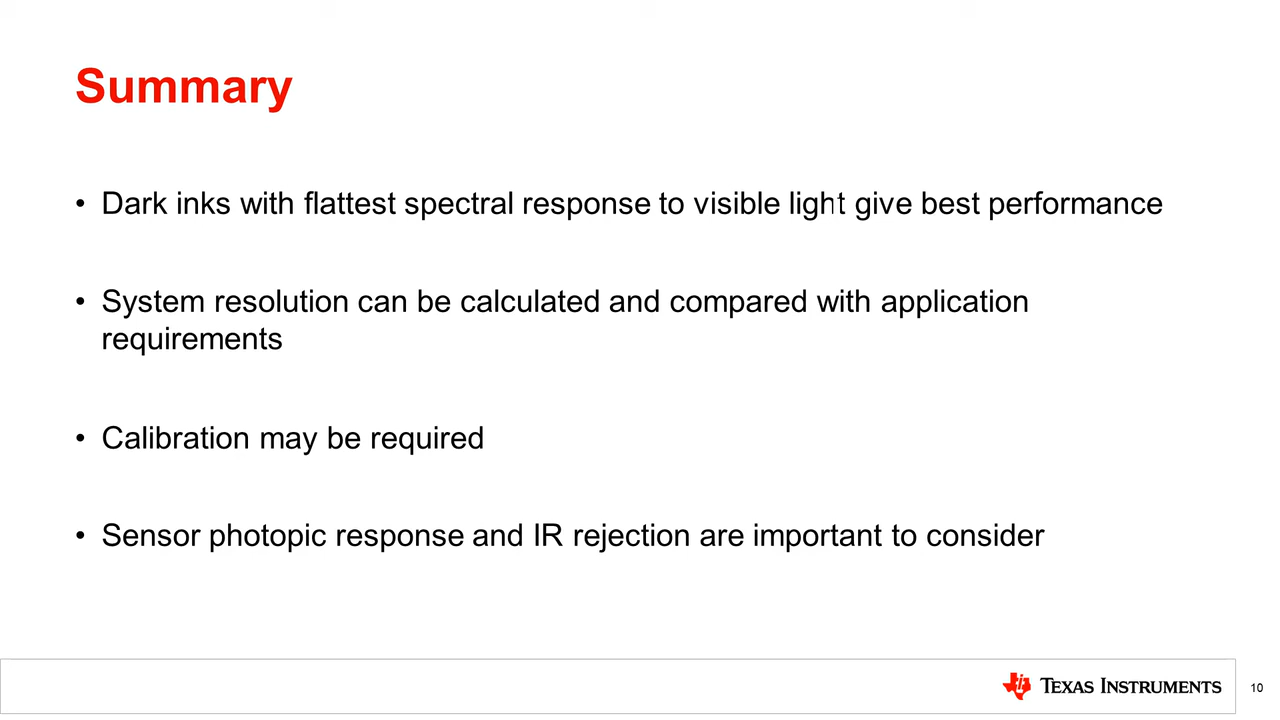 Summary
• Dark inks with flattest spectral response to visible light give best performance
• System resolution can be calculated and compared with application
requirements
• Calibration may be required
• Sensor photopic response and IR rejection are important to consider
TEXAS INSTRUMENTS
10